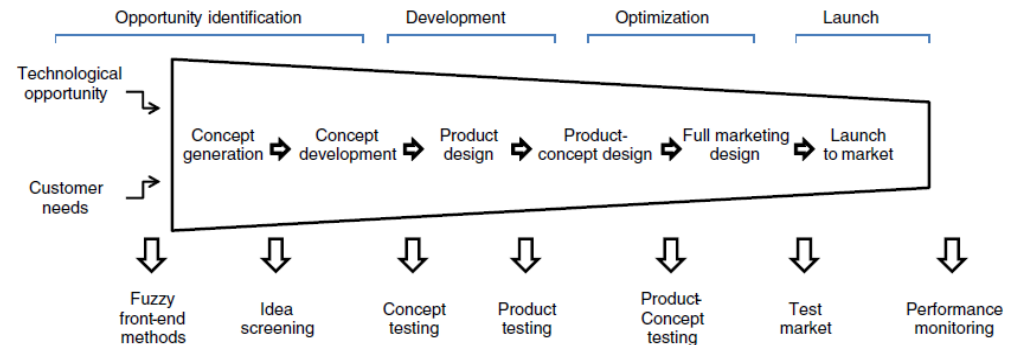 Opportunity identification
Development
Optimization
Launch
Technological
opportunity
Customer
needs
Concept
generation
Concept
development
Product
design
Product-
concept design
Full marketing
design
Launch
to market
Fuzzy
front-end
methods
Idea
screening
Concept
testing
Product
testing
Product-
Concept
testing
Test
market
Performance
monitoring